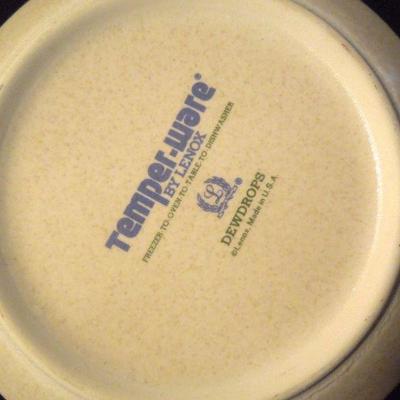 Temper-ware®
BY LENOX
FREEZER·TO·OVEN·TO·TABLE·TO·DISHWASHER
L ®
DEWDROPS
©Lenox, Made in U.S.A.